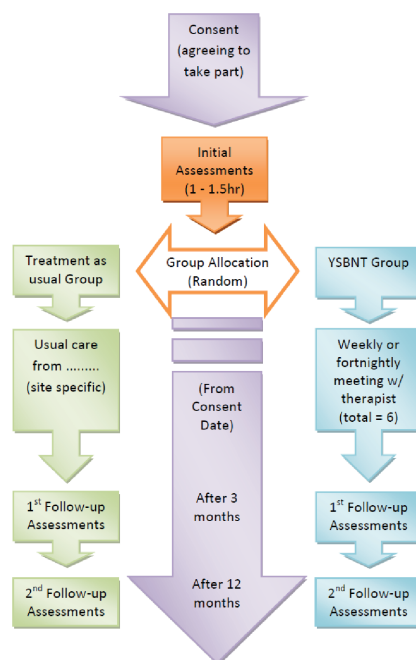 Consent
(agreeing to
take part)
Initial
Assessments
(1 - 1.5hr)
Group Allocation
(Random)
Treatment as
usual Group
YSBNT Group
Usual care
from .........
(site specific)
(From
Consent
Date)
Weekly or
fortnightly
meeting w/
therapist
(total = 6)
1st Follow-up
Assessments
After 3
months
1st Follow-up
Assessments
2nd Follow-up
Assessments
After 12
months
2nd Follow-up
Assessments